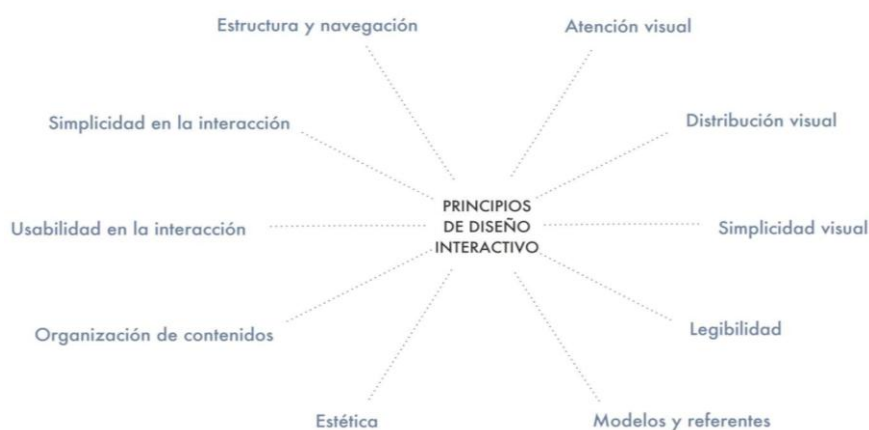 Estructura y navegación
Atención visual
Simplicidad en la interacción
Distribución visual
PRINCIPIOS
DE DISEÑO
INTERACTIVO
Usabilidad en la interacción
Simplicidad visual
Organización de contenidos
Legibilidad
Estética
Modelos y referentes